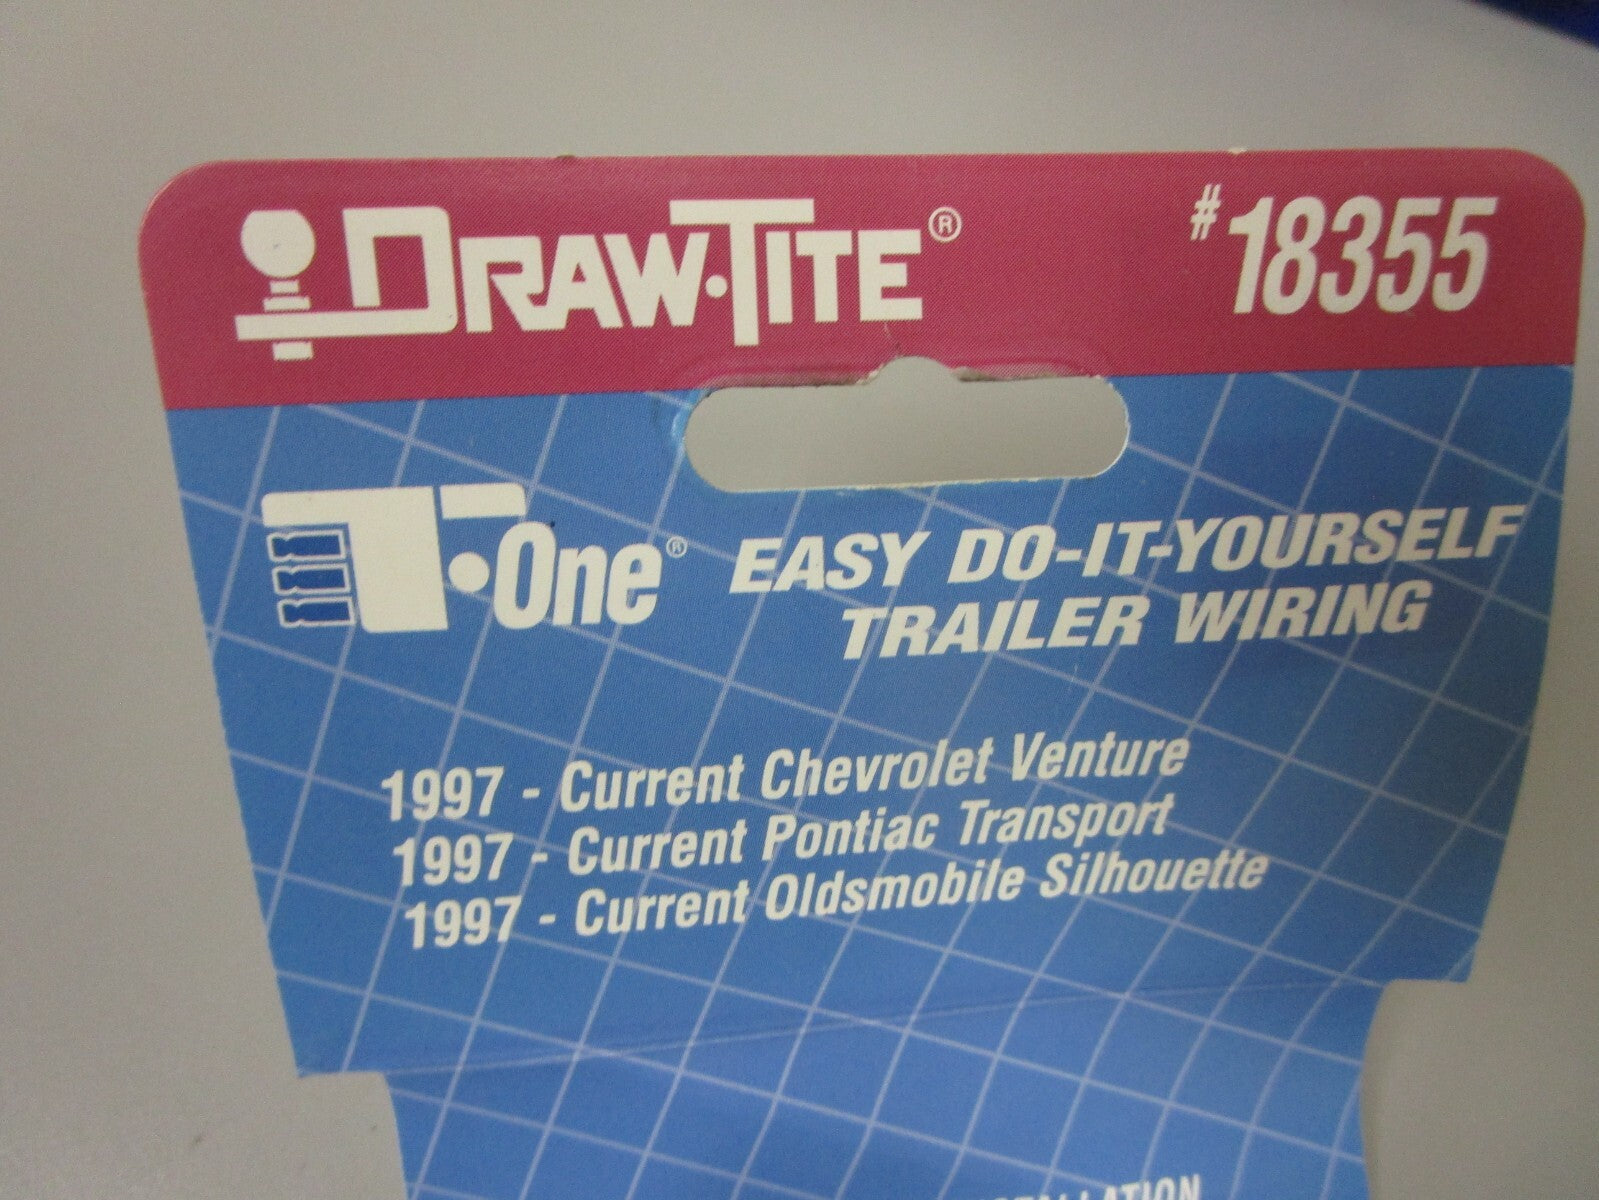 DRAW·TITE® #18355
T·One® EASY DO-IT-YOURSELF
TRAILER WIRING
1997 - Current Chevrolet Venture
1997 - Current Pontiac Transport
1997 - Current Oldsmobile Silhouette